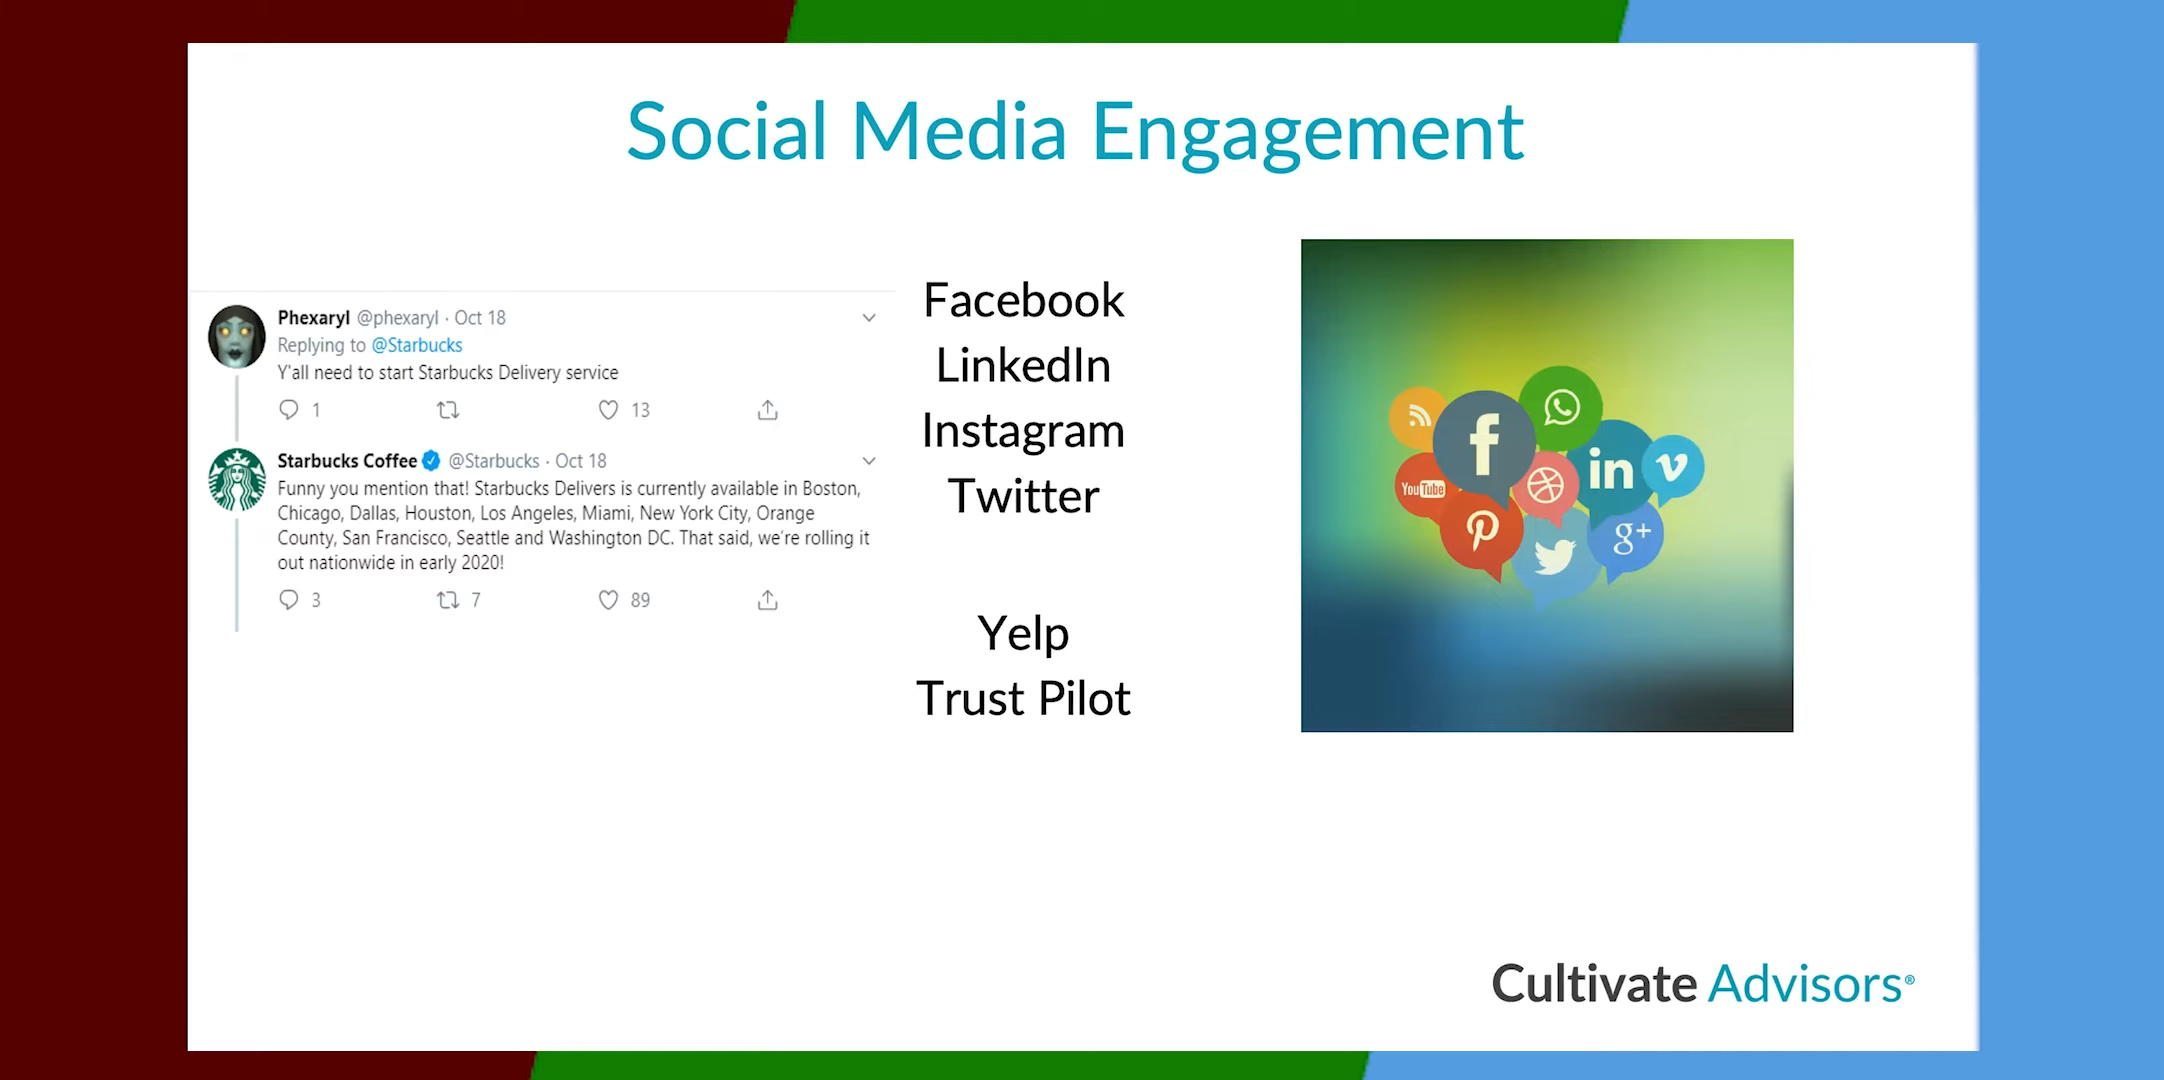 Social Media Engagement
Phexaryl @phexaryl · Oct 18
Replying to @Starbucks
Y'all need to start Starbucks Delivery service
1 13
Starbucks Coffee @Starbucks · Oct 18
Funny you mention that! Starbucks Delivers is currently available in Boston,
Chicago, Dallas, Houston, Los Angeles, Miami, New York City, Orange
County, San Francisco, Seattle and Washington DC. That said, we're rolling it
out nationwide in early 2020!
3 7 89
Facebook
LinkedIn
Instagram
Twitter
Yelp
Trust Pilot
f
in
v
YouTube
g+
Cultivate Advisors®